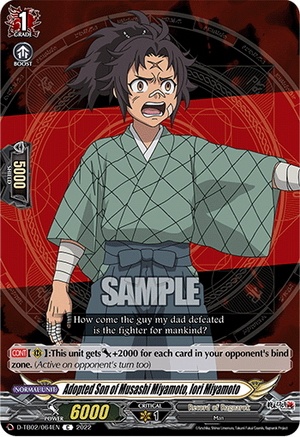 1
GRADE
BOOST
5000
SHIELD
SAMPLE
How come the guy my dad defeated
is the fighter for mankind?
CONT【】:This unit gets +2000 for each card in your opponent's bind
zone. (Active on opponent's turn too)
NORMAL UNIT
Adopted Son of Musashi Miyamoto, Iori Miyamoto
POWER 6000
CRITICAL
1
Record of Ragnarok
Man
D-TB02/064EN C 2022